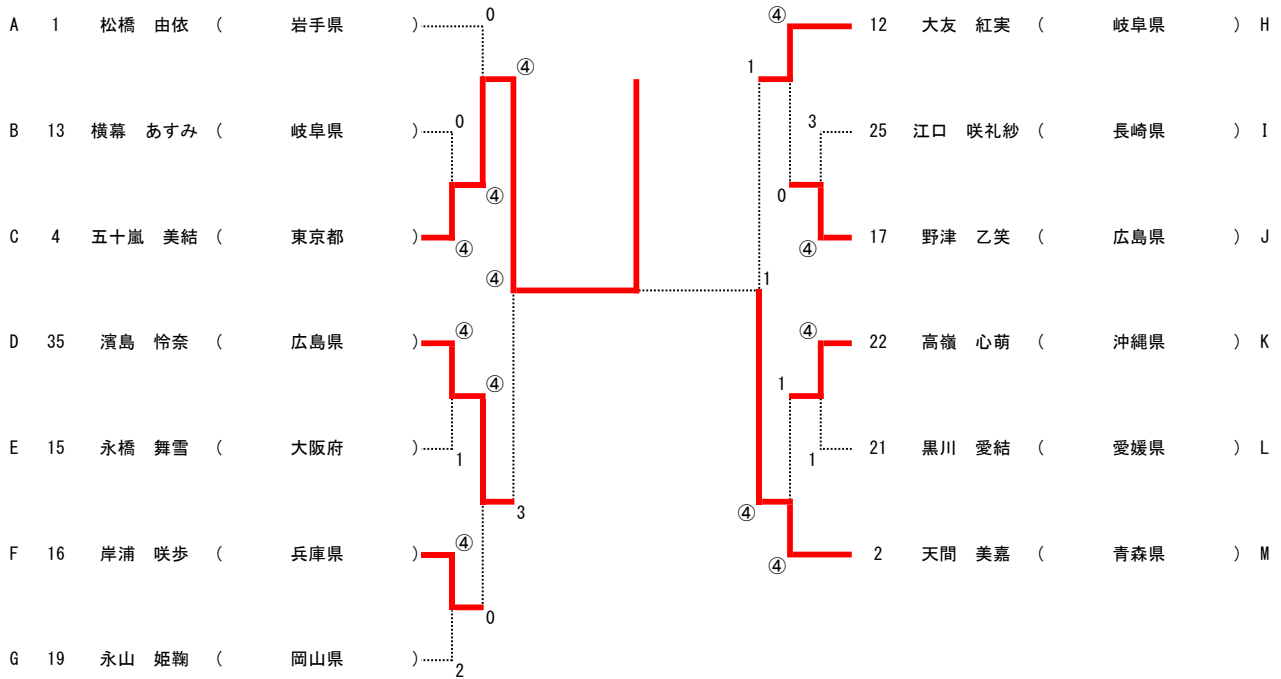 0 ④
A 1 松橋 由依 ( 岩手県 ) 12 大友 紅実 ( 岐阜県 ) H
④ 1
0 3
B 13 横幕 あすみ ( 岐阜県 ) 25 江口 咲礼紗 ( 長崎県 ) I
④ 0
C 4 五十嵐 美結 ( 東京都 ) 17 野津 乙笑 ( 広島県 ) J
④ ④
④ 1
④ ④
D 35 濱島 怜奈 ( 広島県 ) 22 高嶺 心萌 ( 沖縄県 ) K
④ 1
E 15 永橋 舞雪 ( 大阪府 ) 21 黒川 愛結 ( 愛媛県 ) L
1 1
3 ④
④
F 16 岸浦 咲歩 ( 兵庫県 ) 2 天間 美嘉 ( 青森県 ) M
④
0
G 19 永山 姫鞠 ( 岡山県 )
2